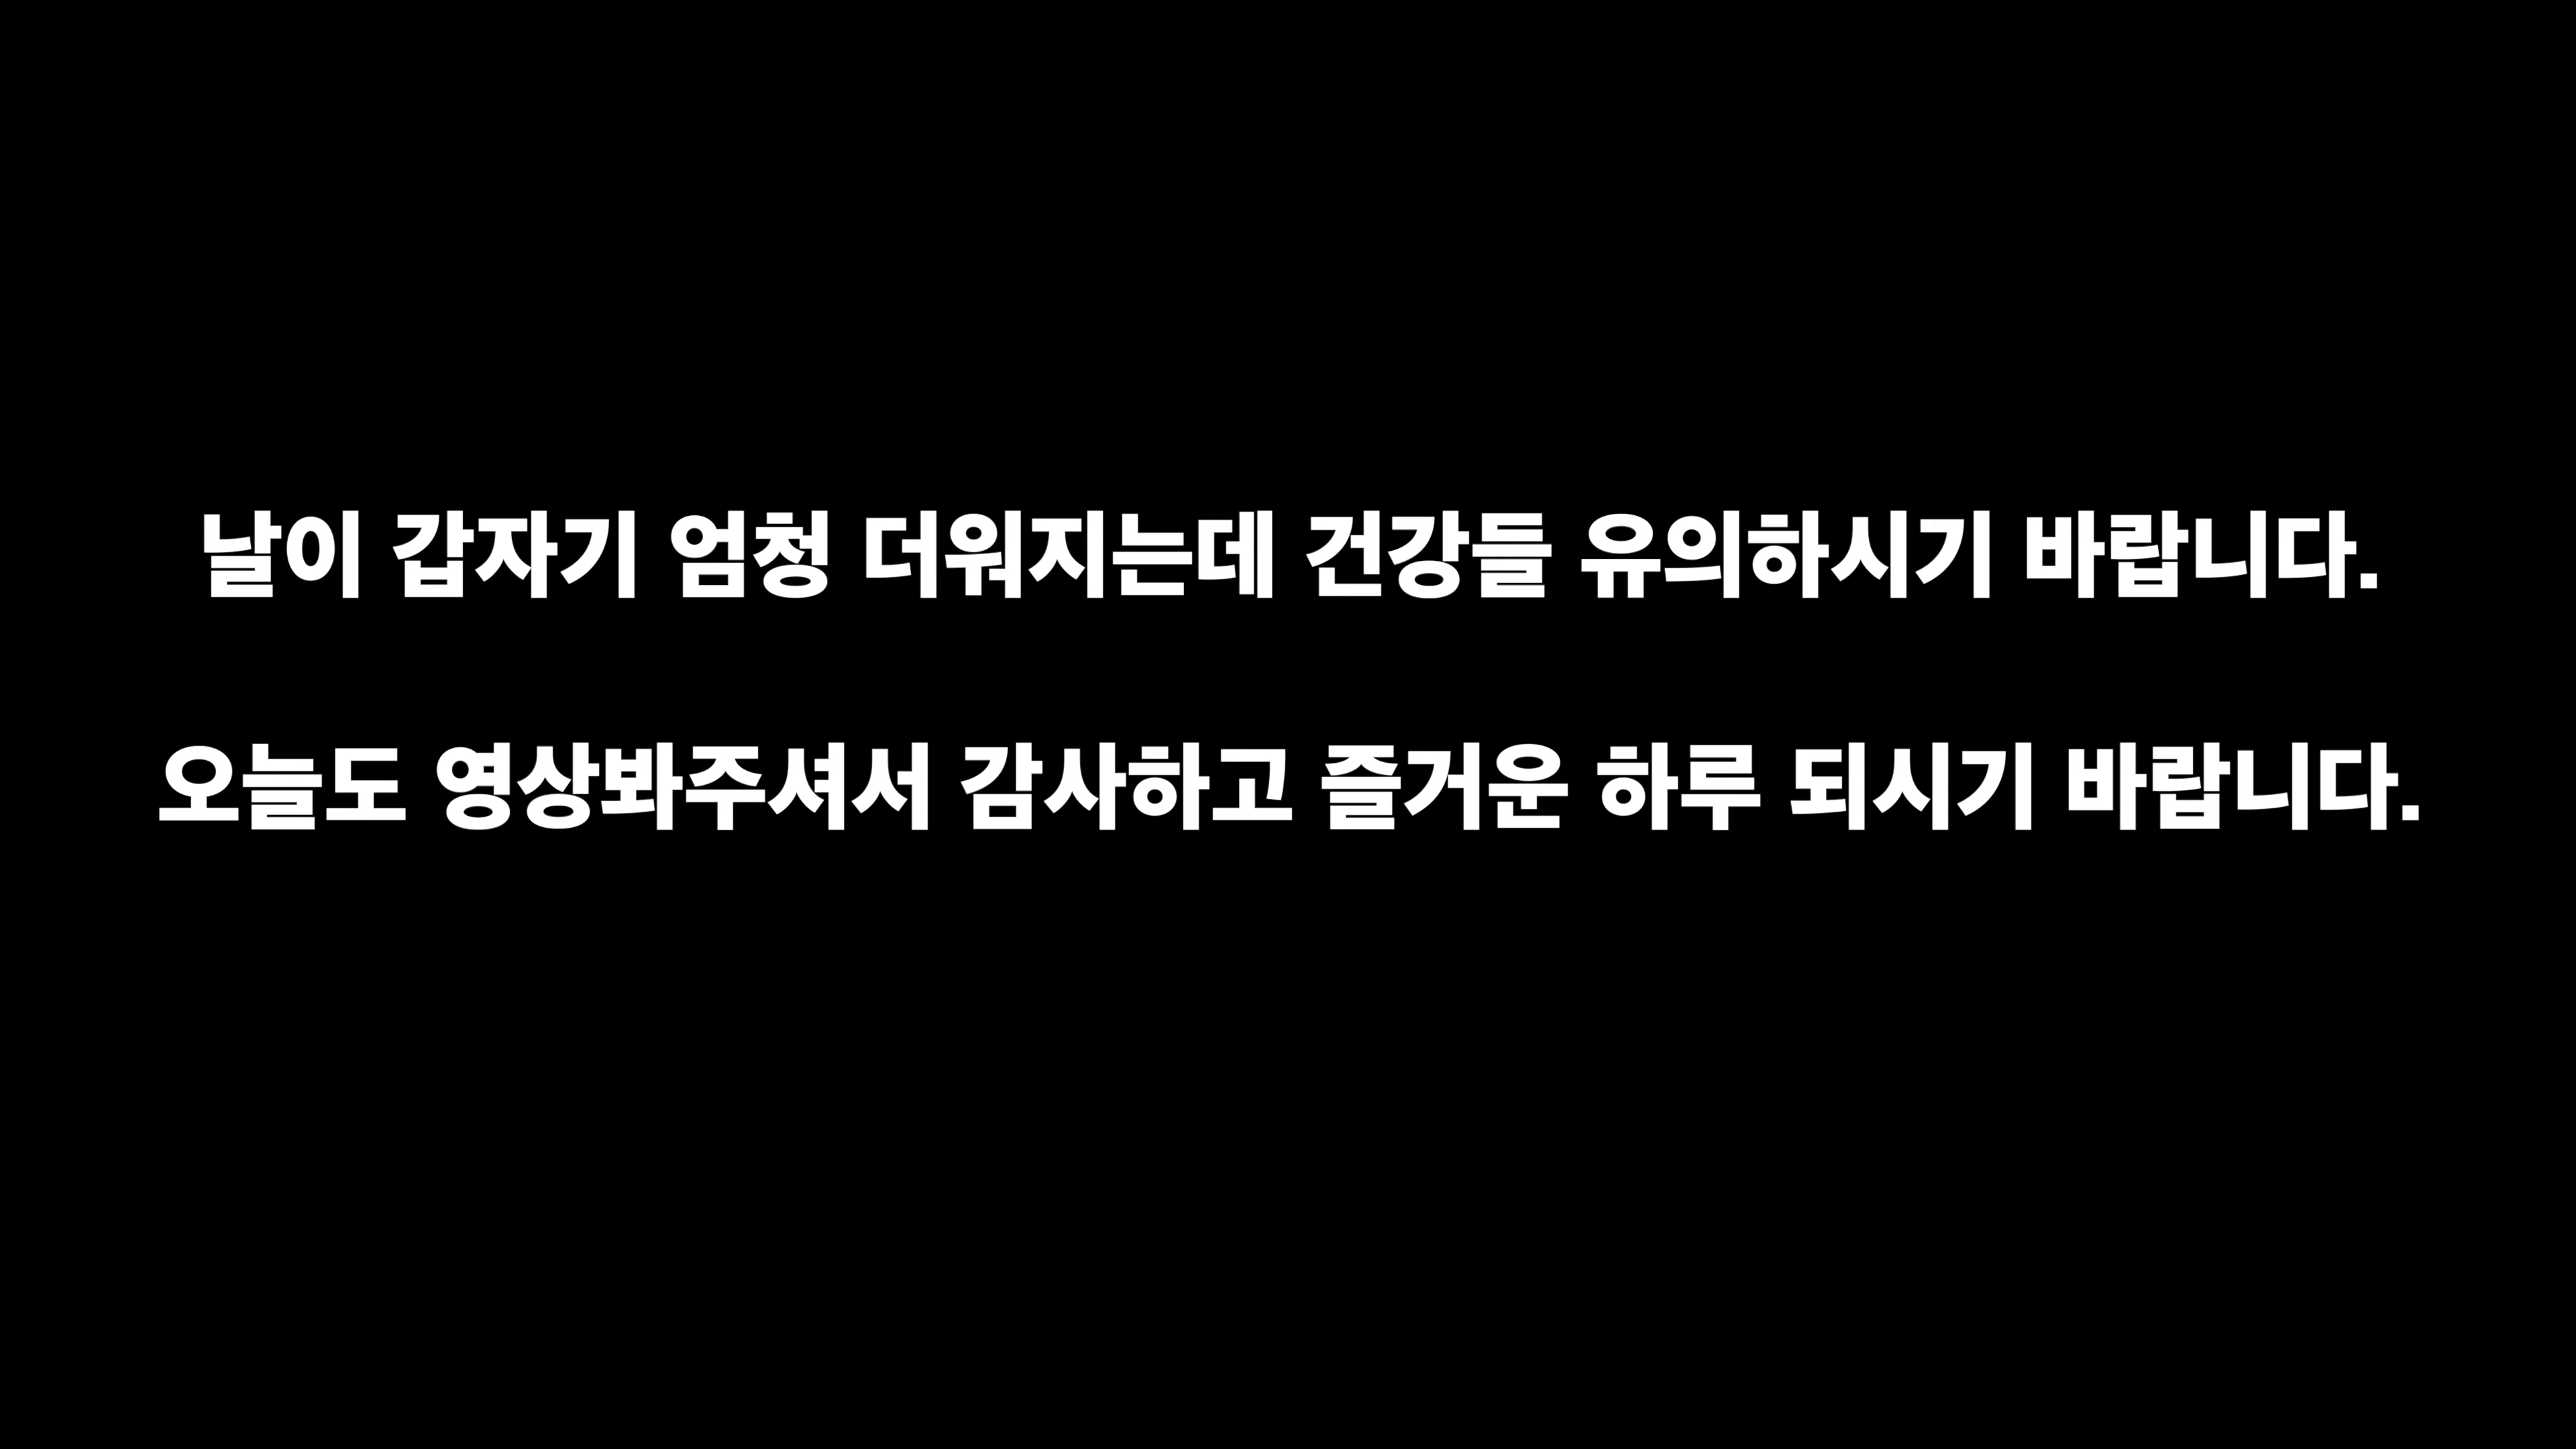 날이 갑자기 엄청 더워지는데 건강들 유의하시기 바랍니다.
오늘도 영상봐주셔서 감사하고 즐거운 하루 되시기 바랍니다.